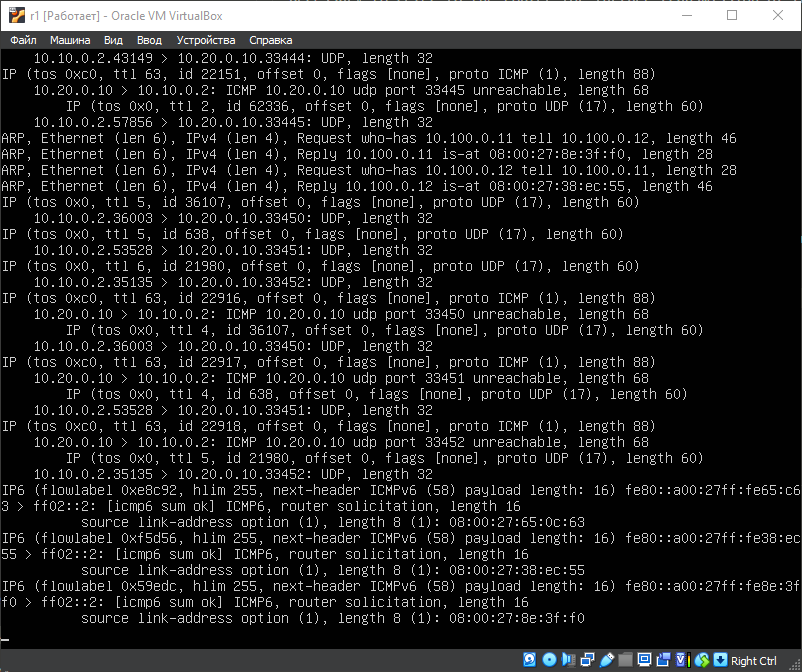 r1 [Работает] - Oracle VM VirtualBox
Файл Машина Вид Ввод Устройства Справка
10.10.0.2.43149 > 10.20.0.10.33444: UDP, length 32
IP (tos 0xc0, ttl 63, id 22151, offset 0, flags [none], proto ICMP (1), length 88)
10.20.0.10 > 10.10.0.2: ICMP 10.20.0.10 udp port 33445 unreachable, length 68
IP (tos 0x0, ttl 2, id 62336, offset 0, flags [none], proto UDP (17), length 60)
10.10.0.2.57856 > 10.20.0.10.33445: UDP, length 32
ARP, Ethernet (len 6), IPv4 (len 4), Request who-has 10.100.0.11 tell 10.100.0.12, length 46
ARP, Ethernet (len 6), IPv4 (len 4), Reply 10.100.0.11 is-at 08:00:27:8e:3f:f0, length 28
ARP, Ethernet (len 6), IPv4 (len 4), Request who-has 10.100.0.12 tell 10.100.0.11, length 28
ARP, Ethernet (len 6), IPv4 (len 4), Reply 10.100.0.12 is-at 08:00:27:38:ec:55, length 46
IP (tos 0x0, ttl 5, id 36107, offset 0, flags [none], proto UDP (17), length 60)
10.10.0.2.36003 > 10.20.0.10.33450: UDP, length 32
IP (tos 0x0, ttl 5, id 638, offset 0, flags [none], proto UDP (17), length 60)
10.10.0.2.53528 > 10.20.0.10.33451: UDP, length 32
IP (tos 0x0, ttl 6, id 21980, offset 0, flags [none], proto UDP (17), length 60)
10.10.0.2.35135 > 10.20.0.10.33452: UDP, length 32
IP (tos 0xc0, ttl 63, id 22916, offset 0, flags [none], proto ICMP (1), length 88)
10.20.0.10 > 10.10.0.2: ICMP 10.20.0.10 udp port 33450 unreachable, length 68
IP (tos 0x0, ttl 4, id 36107, offset 0, flags [none], proto UDP (17), length 60)
10.10.0.2.36003 > 10.20.0.10.33450: UDP, length 32
IP (tos 0xc0, ttl 63, id 22917, offset 0, flags [none], proto ICMP (1), length 88)
10.20.0.10 > 10.10.0.2: ICMP 10.20.0.10 udp port 33451 unreachable, length 68
IP (tos 0x0, ttl 4, id 638, offset 0, flags [none], proto UDP (17), length 60)
10.10.0.2.53528 > 10.20.0.10.33451: UDP, length 32
IP (tos 0xc0, ttl 63, id 22918, offset 0, flags [none], proto ICMP (1), length 88)
10.20.0.10 > 10.10.0.2: ICMP 10.20.0.10 udp port 33452 unreachable, length 68
IP (tos 0x0, ttl 5, id 21980, offset 0, flags [none], proto UDP (17), length 60)
10.10.0.2.35135 > 10.20.0.10.33452: UDP, length 32
IP6 (flowlabel 0xe8c92, hlim 255, next-header ICMPv6 (58) payload length: 16) fe80::a00:27ff:fe65:c6
3 > ff02::2: [icmp6 sum ok] ICMP6, router solicitation, length 16
source link-address option (1), length 8 (1): 08:00:27:65:0c:63
IP6 (flowlabel 0xf5d56, hlim 255, next-header ICMPv6 (58) payload length: 16) fe80::a00:27ff:fe38:ec
55 > ff02::2: [icmp6 sum ok] ICMP6, router solicitation, length 16
source link-address option (1), length 8 (1): 08:00:27:38:ec:55
IP6 (flowlabel 0x59edc, hlim 255, next-header ICMPv6 (58) payload length: 16) fe80::a00:27ff:fe8e:3f
f0 > ff02::2: [icmp6 sum ok] ICMP6, router solicitation, length 16
source link-address option (1), length 8 (1): 08:00:27:8e:3f:f0
_
Right Ctrl